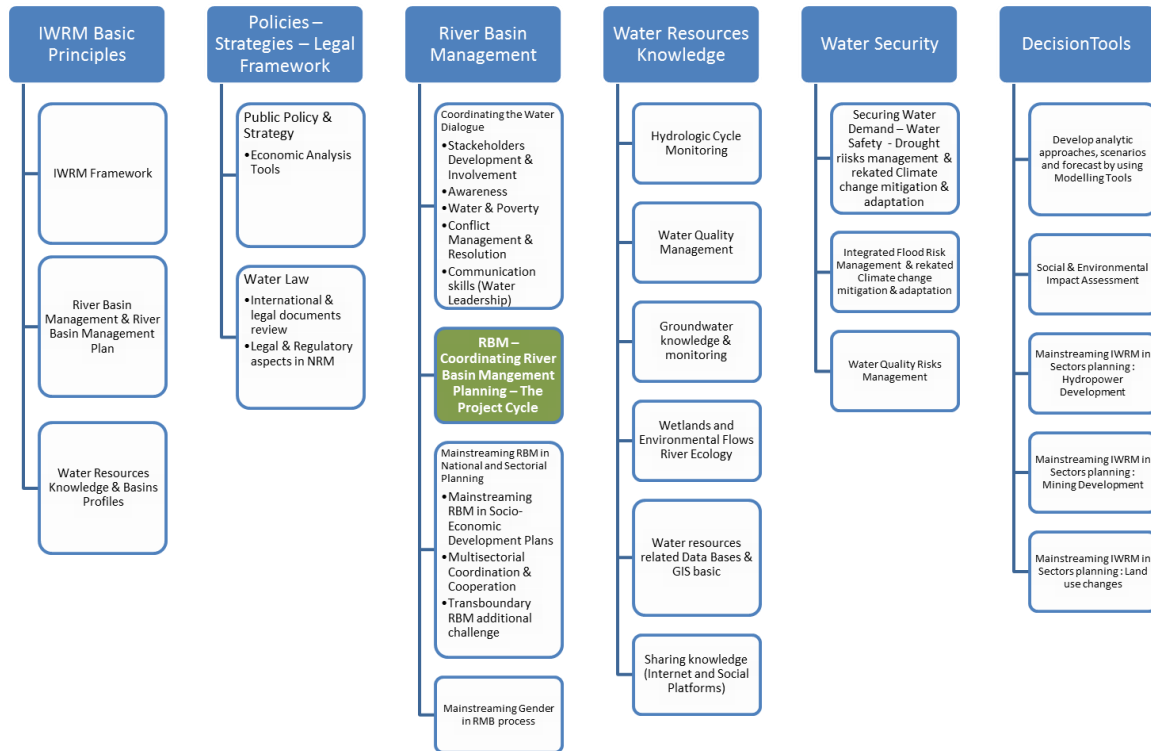 IWRM Basic
Principles
IWRM Framework
River Basin
Management & River
Basin Management
Plan
Water Resources
Knowledge & Basins
Profiles
Policies –
Strategies – Legal
Framework
Public Policy &
Strategy
•Economic Analysis
Tools
Water Law
•International &
legal documents
review
•Legal & Regulatory
aspects in NRM
River Basin
Management
Coordinating the Water
Dialogue
•Stackeholders
Development &
Involvement
•Awareness
•Water & Poverty
•Conflict
Management &
Resolution
•Communication
skills (Water
Leadership)
RBM –
Coordinating River
Basin Mangement
Planning – The
Project Cycle
Mainstreaming RBM in
National and Sectorial
Planning
•Mainstreaming
RBM in Socio-
Economic
Development Plans
•Multisectorial
Coordination &
Cooperation
•Transboundary
RBM additional
challenge
Mainstreaming Gender
in RMB process
Water Resources
Knowledge
Hydrologic Cycle
Monitoring
Water Quality
Management
Groundwater
knowledge &
monitoring
Wetlands and
Environmental Flows
River Ecology
Water resources
related Data Bases &
GIS basic
Sharing knowledge
(Internet and Social
Platforms)
Water Security
Securing Water
Demand – Water
Safety - Drought
riisks management &
rekated Climate
change mitigation &
adaptation
Integrated Flood Risk
Management & rekated
Climate change
mitigation & adaptation
Water Quality Risks
Management
DecisionTools
Develop analytic
approaches, scenarios
and forecast by using
Modelling Tools
Social & Environmental
Impact Assessment
Mainstreaming IWRM in
Sectors planning :
Hydropower
Development
Mainstreaming IWRM in
Sectors planning :
Mining Development
Mainstreaming IWRM in
Sectors planning : Land
use changes